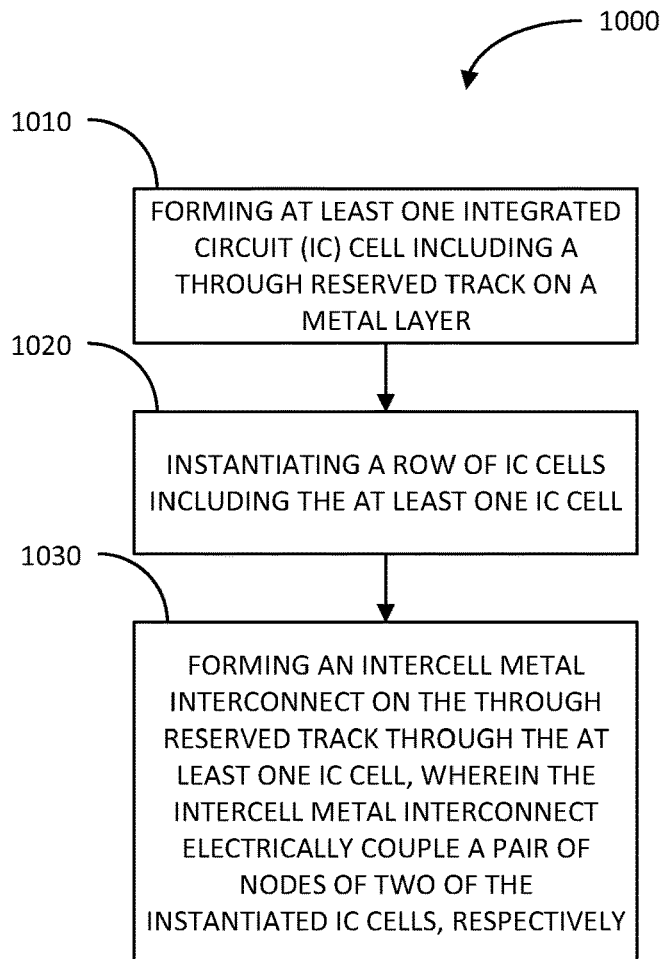 1000
1010
FORMING AT LEAST ONE INTEGRATED
CIRCUIT (IC) CELL INCLUDING A
THROUGH RESERVED TRACK ON A
METAL LAYER
1020
INSTANTIATING A ROW OF IC CELLS
INCLUDING THE AT LEAST ONE IC CELL
1030
FORMING AN INTERCELL METAL
INTERCONNECT ON THE THROUGH
RESERVED TRACK THROUGH THE AT
LEAST ONE IC CELL, WHEREIN THE
INTERCELL METAL INTERCONNECT
ELECTRICALLY COUPLE A PAIR OF
NODES OF TWO OF THE
INSTANTIATED IC CELLS, RESPECTIVELY